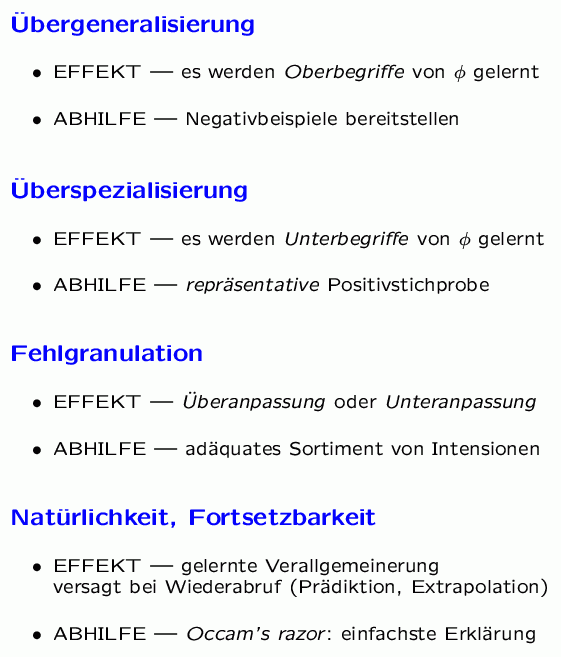 Übergeneralisierung
• EFFEKT — es werden Oberbegriffe von ϕ gelernt
• ABHILFE — Negativbeispiele bereitstellen
Überspezialisierung
• EFFEKT — es werden Unterbegriffe von ϕ gelernt
• ABHILFE — repräsentative Positivstichprobe
Fehlgranulation
• EFFEKT — Überanpassung oder Unteranpassung
• ABHILFE — adäquates Sortiment von Intensionen
Natürlichkeit, Fortsetzbarkeit
• EFFEKT — gelernte Verallgemeinerung
versagt bei Wiederabruf (Prädiktion, Extrapolation)
• ABHILFE — Occam's razor: einfachste Erklärung